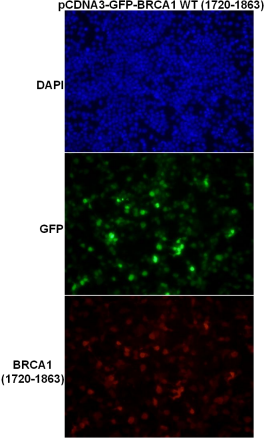 pCDNA3-GFP-BRCA1 WT (1720-1863)
DAPI
GFP
BRCA1
(1720-1863)